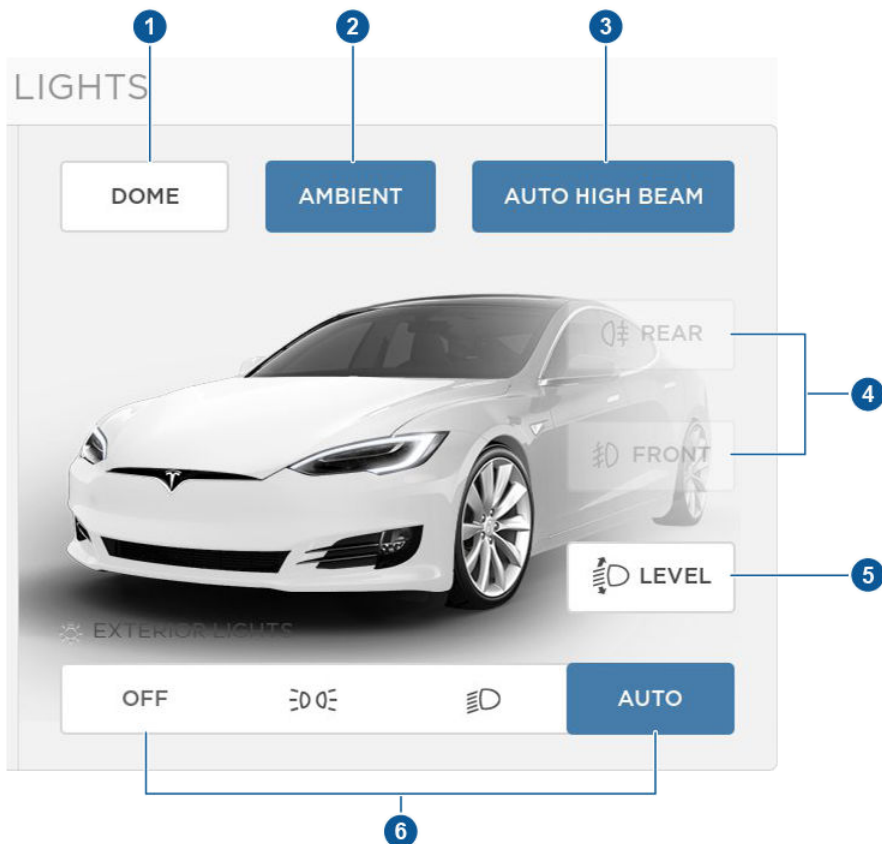 1 2 3
LIGHTS
DOME AMBIENT AUTO HIGH BEAM
REAR
4
FRONT
LEVEL 5
EXTERIOR LIGHTS
OFF AUTO
6